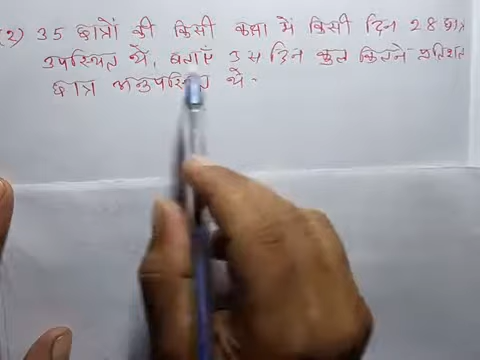 (2) 35 छात्रों की किसी कक्षा में किसी दिन 28 छात्र
उपस्थित थे, बताएँ उस दिन कुल कितने प्रतिशत
छात्र अनुपस्थित थे.